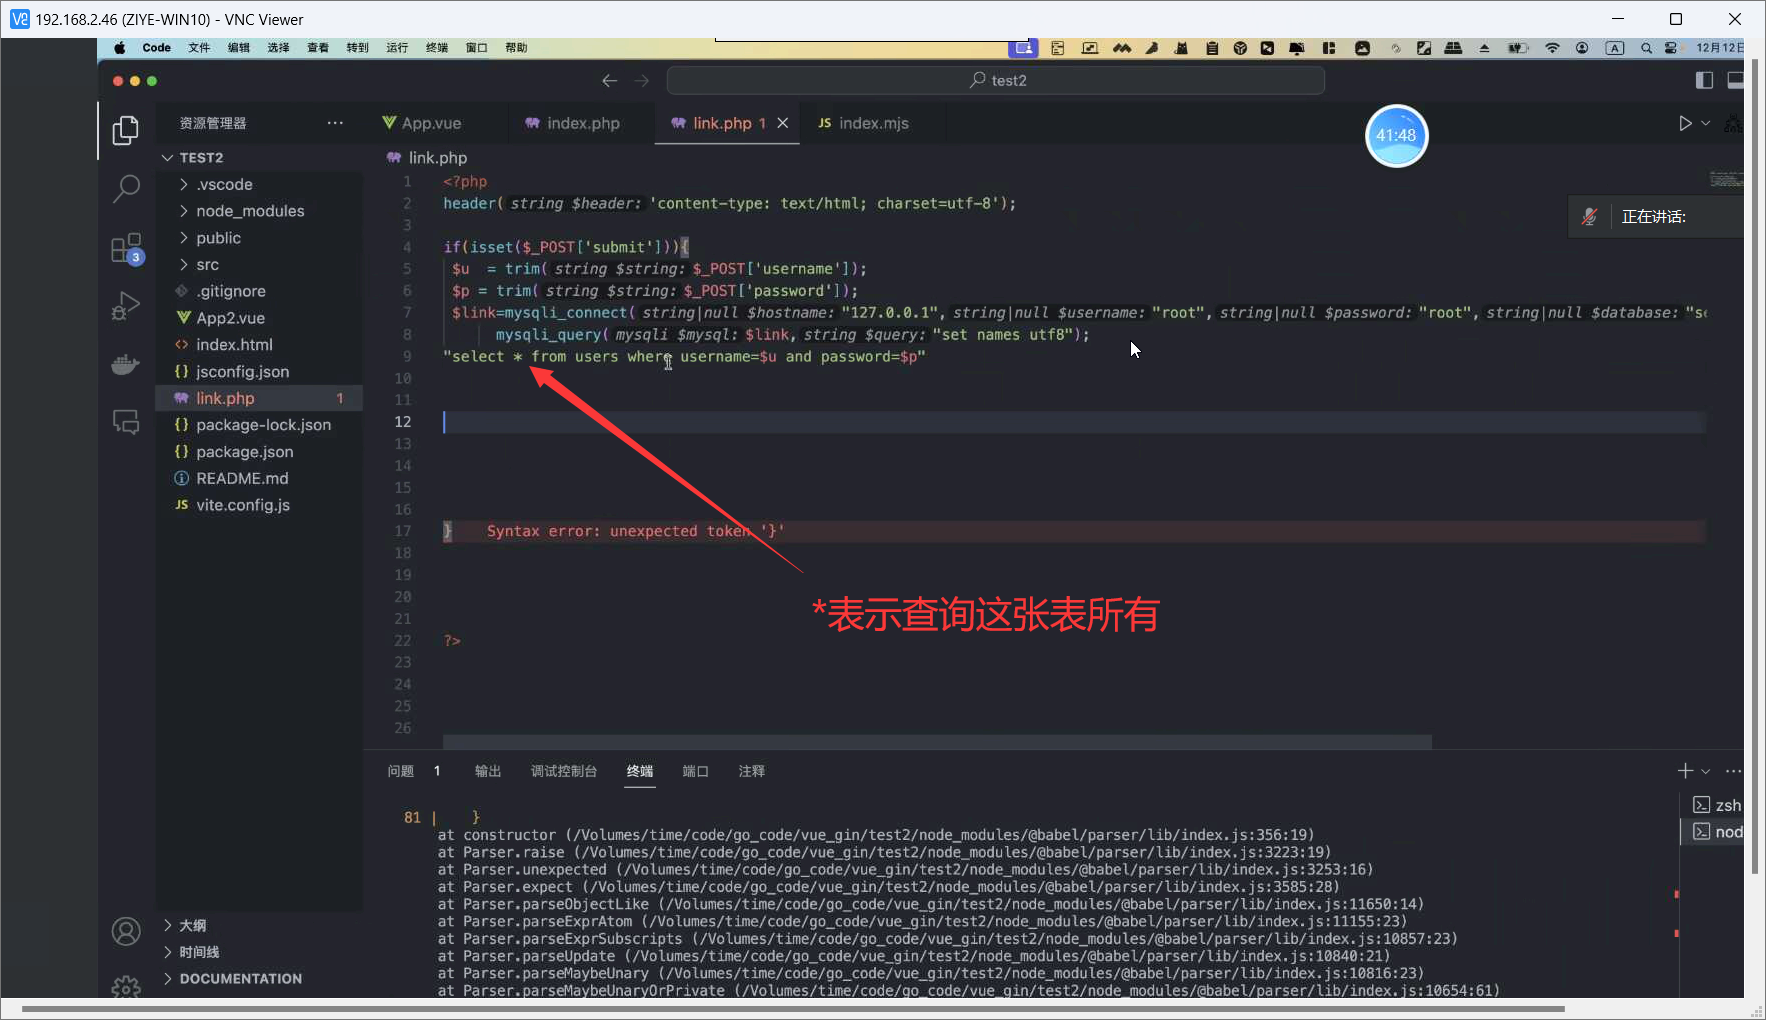 192.168.2.46 (ZIYE-WIN10) - VNC Viewer
Code 文件 编辑 选择 查看 转到 运行 终端 窗口 帮助
A
12月12日
test2
资源管理器 ···
App.vue
index.php
link.php 1
JS index.mjs
41:48
TEST2
link.php
.vscode
node_modules
public
src
.gitignore
App2.vue
index.html
jsconfig.json
link.php 1
package-lock.json
package.json
README.md
JS vite.config.js
3
正在讲话:
1 <?php
2 header(string $header: 'content-type: text/html; charset=utf-8');
3
4 if(isset($_POST['submit'])){
5 $u = trim(string $string: $_POST['username']);
6 $p = trim(string $string: $_POST['password']);
7 $link=mysqli_connect(string|null $hostname: "127.0.0.1",string|null $username: "root",string|null $password: "root",string|null $database: "s
8 mysqli_query(mysqli $mysql: $link,string $query: "set names utf8");
9 "select * from users where username=$u and password=$p"
10
11
12
13
14
15
16
17 } Syntax error: unexpected token '}'
18
19
20
21
22 ?>
23
24
25
26
*表示查询这张表所有
问题 1 输出 调试控制台 终端 端口 注释
zsh
nod
81 | }
at constructor (/Volumes/time/code/go_code/vue_gin/test2/node_modules/@babel/parser/lib/index.js:356:19)
at Parser.raise (/Volumes/time/code/go_code/vue_gin/test2/node_modules/@babel/parser/lib/index.js:3223:19)
at Parser.unexpected (/Volumes/time/code/go_code/vue_gin/test2/node_modules/@babel/parser/lib/index.js:3253:16)
at Parser.expect (/Volumes/time/code/go_code/vue_gin/test2/node_modules/@babel/parser/lib/index.js:3585:28)
at Parser.parseObjectLike (/Volumes/time/code/go_code/vue_gin/test2/node_modules/@babel/parser/lib/index.js:11650:14)
at Parser.parseExprAtom (/Volumes/time/code/go_code/vue_gin/test2/node_modules/@babel/parser/lib/index.js:11155:23)
at Parser.parseExprSubscripts (/Volumes/time/code/go_code/vue_gin/test2/node_modules/@babel/parser/lib/index.js:10857:23)
at Parser.parseUpdate (/Volumes/time/code/go_code/vue_gin/test2/node_modules/@babel/parser/lib/index.js:10840:21)
at Parser.parseMaybeUnary (/Volumes/time/code/go_code/vue_gin/test2/node_modules/@babel/parser/lib/index.js:10816:23)
at Parser.parseMaybeUnaryOrPrivate (/Volumes/time/code/go_code/vue_gin/test2/node_modules/@babel/parser/lib/index.js:10654:61)
大纲
时间线
DOCUMENTATION